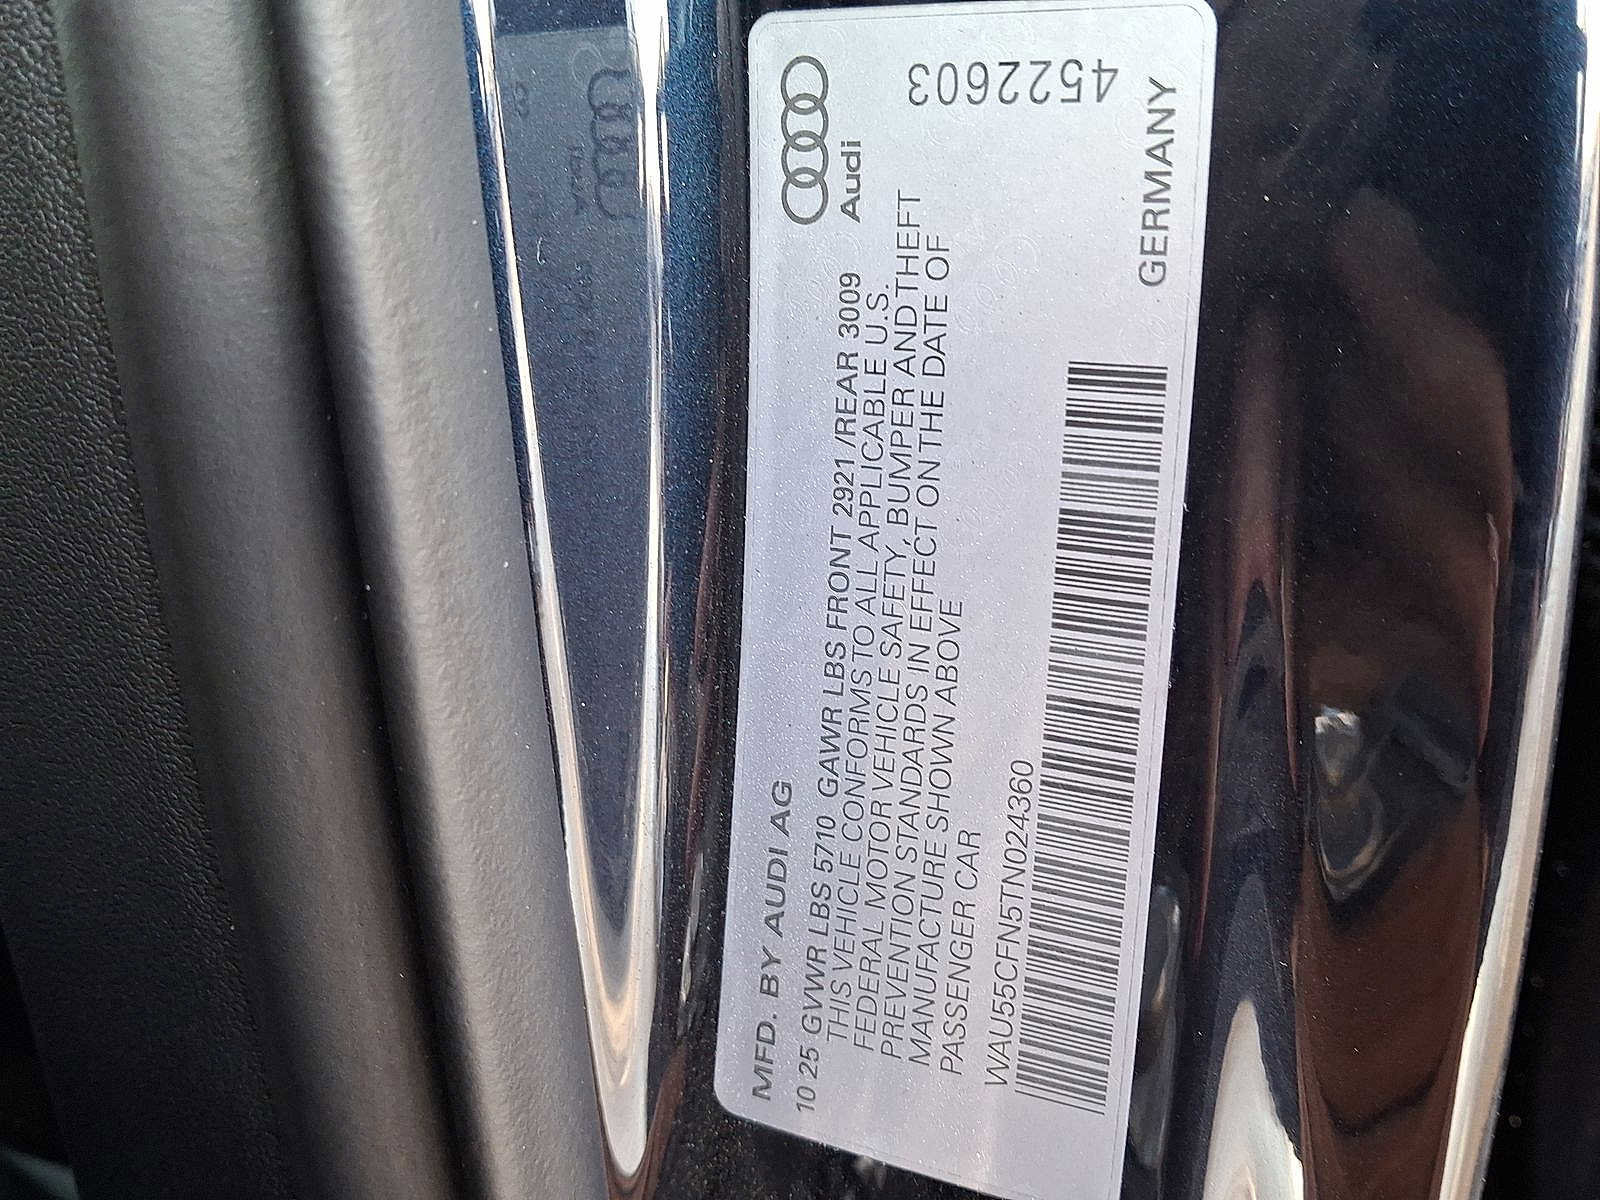 Audi
MFD. BY AUDI AG
10 25 GVWR LBS 5710 GAWR LBS FRONT 2921/REAR 3009
THIS VEHICLE CONFORMS TO ALL APPLICABLE U.S.
FEDERAL MOTOR VEHICLE SAFETY, BUMPER AND THEFT
PREVENTION STANDARDS IN EFFECT ON THE DATE OF
MANUFACTURE SHOWN ABOVE
PASSENGER CAR
WAU55CFN5TN024360
4522603
GERMANY